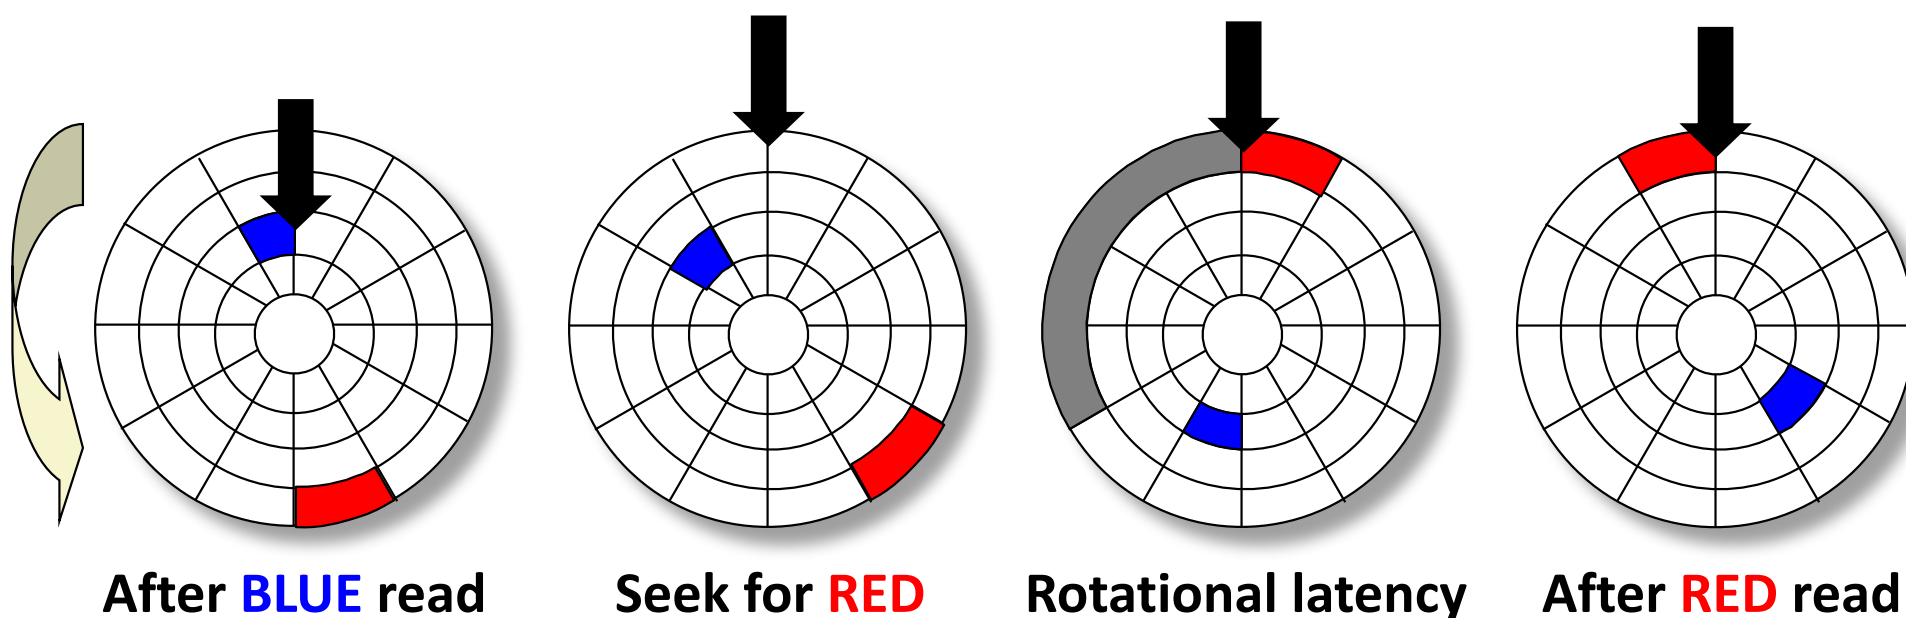 After BLUE read
Seek for RED
Rotational latency
After RED read